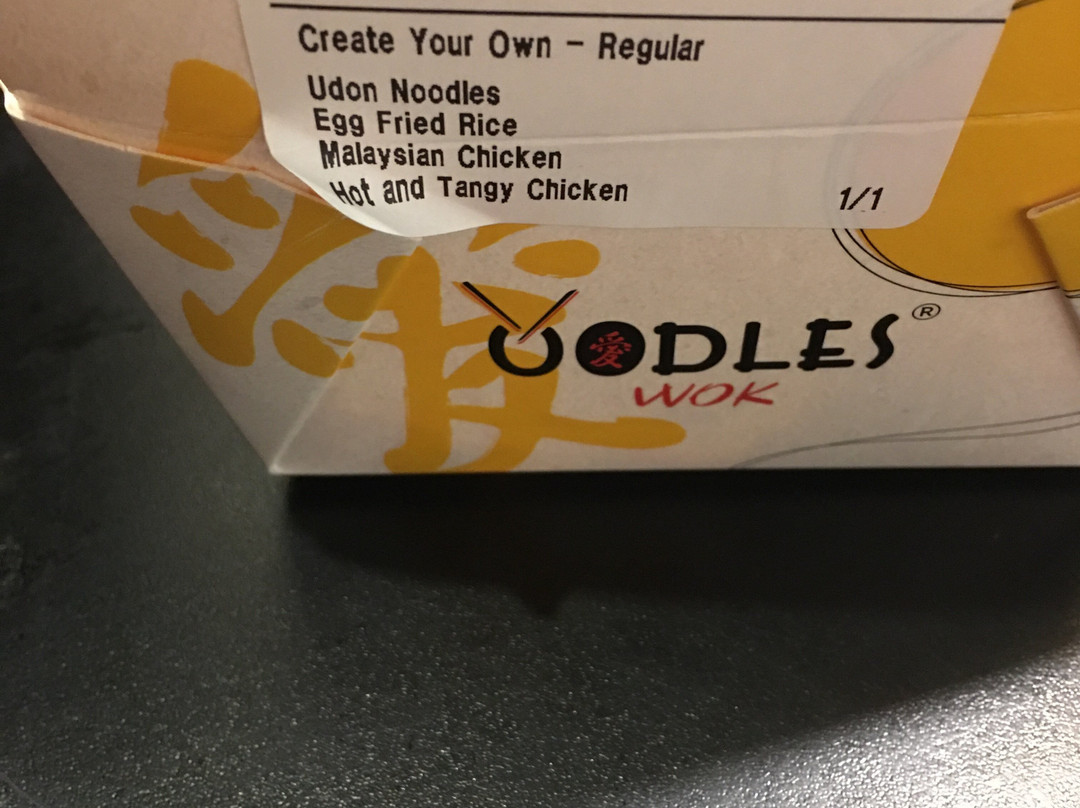 Create Your Own - Regular
Udon Noodles
Egg Fried Rice
Malaysian Chicken
Hot and Tangy Chicken 1/1
OODLES ®
愛
WOK